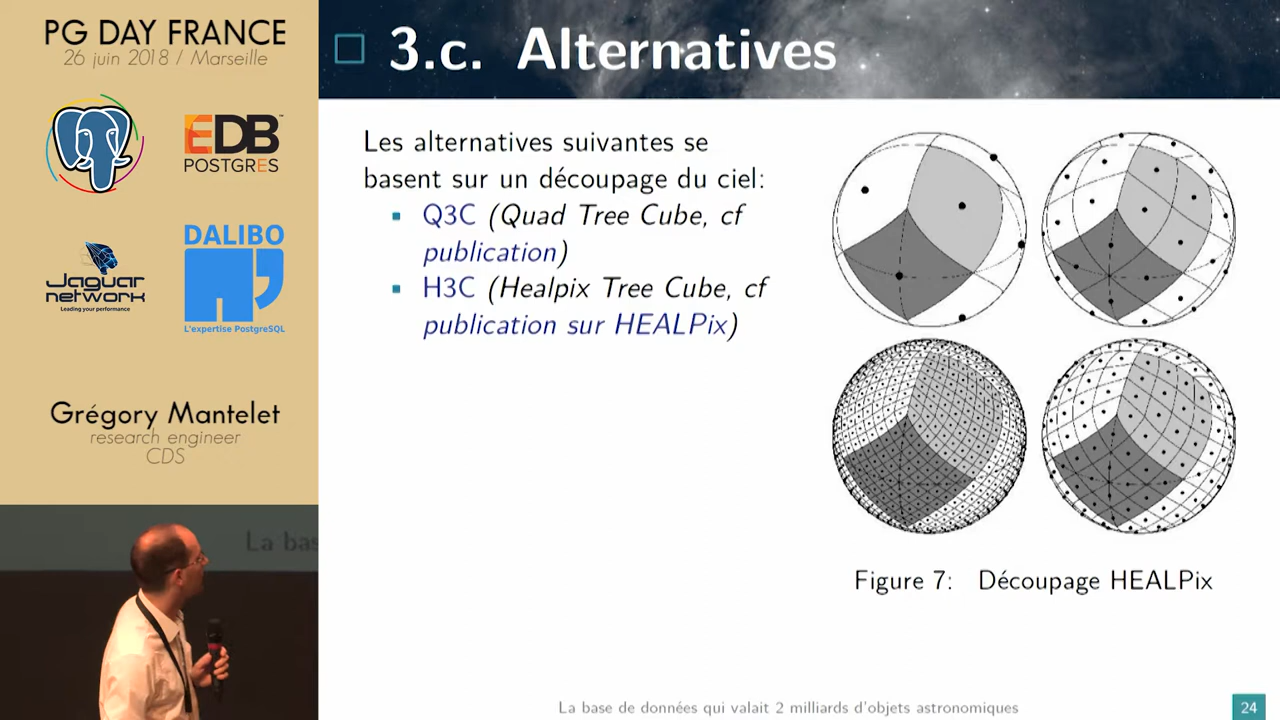 PG DAY FRANCE
26 juin 2018 / Marseille
EDB
POSTGRES
DALIBO
L'expertise PostgreSQL
Jaguar
network
Leading your performance
Grégory Mantelet
research engineer
CDS
La bas
3.c. Alternatives
Les alternatives suivantes se
basent sur un découpage du ciel:
Q3C (Quad Tree Cube, cf
publication)
H3C (Healpix Tree Cube, cf
publication sur HEALPix)
Figure 7: Découpage HEALPix
La base de données qui valait 2 milliards d'objets astronomiques
24